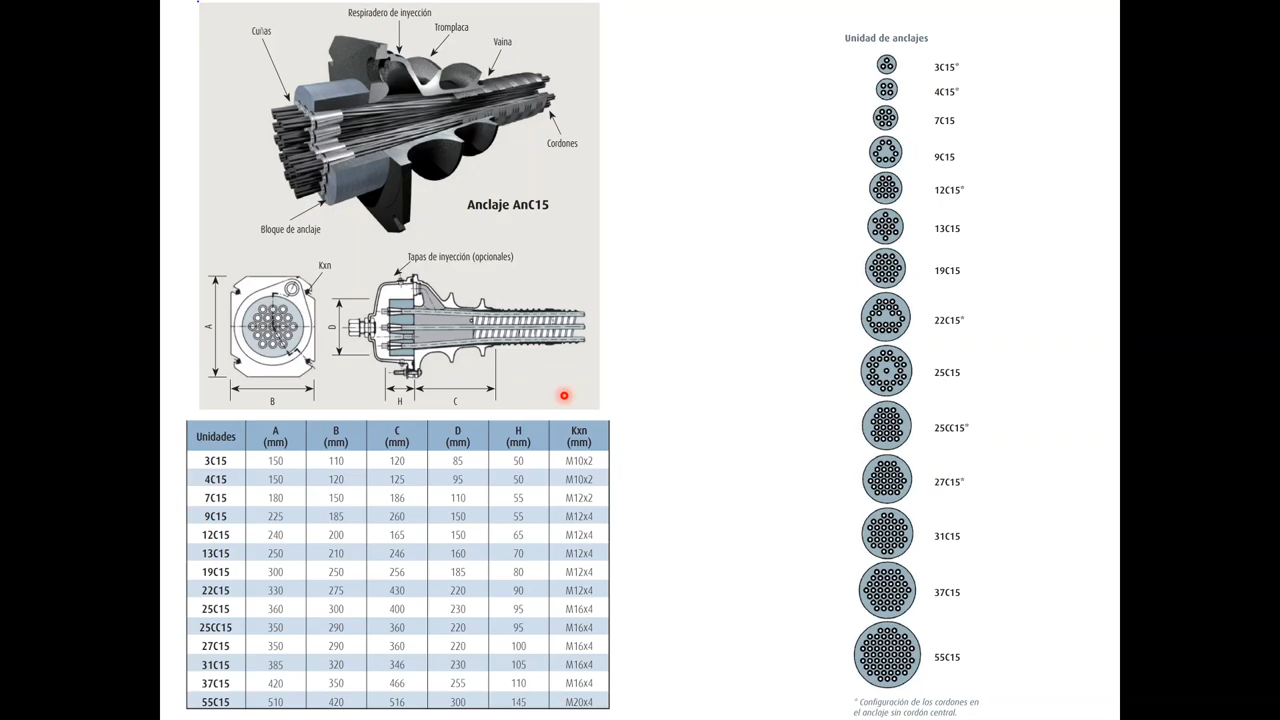 Respiradero de inyección
Cuñas
Tromplaca
Vaina
Cordones
Anclaje AnC15
Bloque de anclaje
Tapas de inyección (opcionales)
Kxn
A
D
B
H
C
Unidades A (mm) B (mm) C (mm) D (mm) H (mm) Kxn (mm)
3C15 150 110 120 85 50 M10x2
4C15 150 120 125 95 50 M10x2
7C15 180 150 186 110 55 M12x2
9C15 225 185 260 150 55 M12x4
12C15 240 200 165 150 65 M12x4
13C15 250 210 246 160 70 M12x4
19C15 300 250 256 185 80 M12x4
22C15 330 275 430 220 90 M12x4
25C15 360 300 400 230 95 M16x4
25CC15 350 290 360 220 95 M16x4
27C15 350 290 360 220 100 M16x4
31C15 385 320 346 230 105 M16x4
37C15 420 350 466 255 110 M16x4
55C15 510 420 516 300 145 M20x4
Unidad de anclajes
3C15*
4C15*
7C15
9C15
12C15*
13C15
19C15
22C15*
25C15
25CC15*
27C15*
31C15
37C15
55C15
* Configuración de los cordones en
el anclaje sin cordón central.